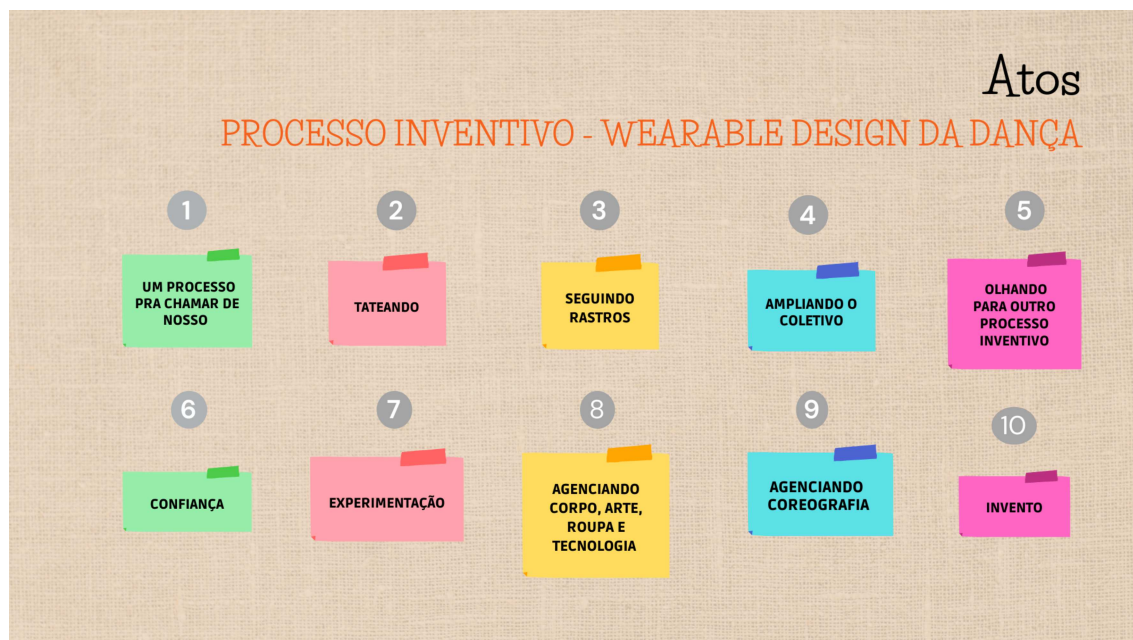 Atos
PROCESSO INVENTIVO - WEARABLE DESIGN DA DANÇA
1
UM PROCESSO
PRA CHAMAR DE
NOSSO
2
TATEANDO
3
SEGUINDO
RASTROS
4
AMPLIANDO O
COLETIVO
5
OLHANDO
PARA OUTRO
PROCESSO
INVENTIVO
6
CONFIANÇA
7
EXPERIMENTAÇÃO
8
AGENCIANDO
CORPO, ARTE,
ROUPA E
TECNOLOGIA
9
AGENCIANDO
COREOGRAFIA
10
INVENTO